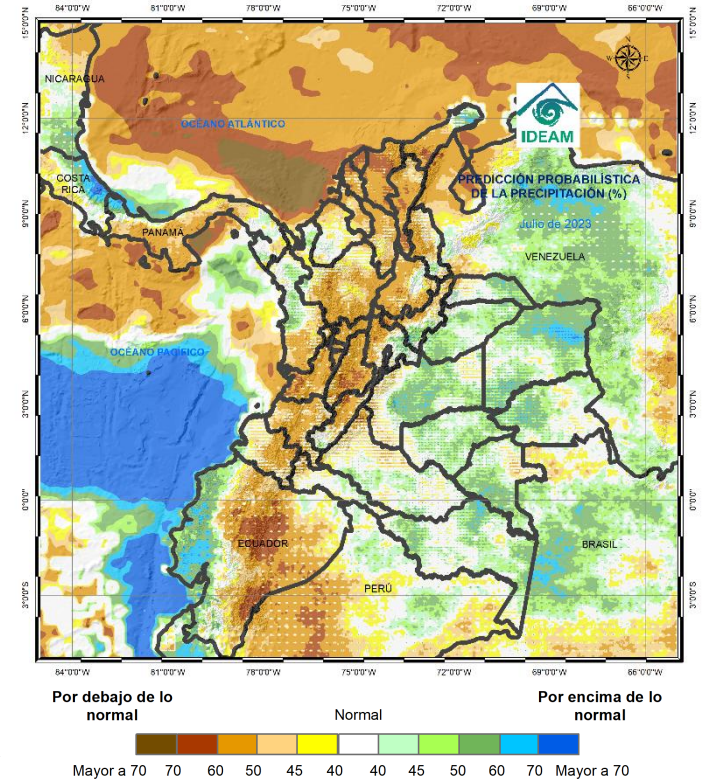 84°0'0"W 81°0'0"W 78°0'0"W 75°0'0"W 72°0'0"W 69°0'0"W 66°0'0"W
15°0'0"N 15°0'0"N
NICARAGUA
N
W E
S
12°0'0"N OCÉANO ATLÁNTICO 12°0'0"N
IDEAM
COSTA
RICA
PREDICCIÓN PROBABILÍSTICA
DE LA PRECIPITACIÓN (%)
9°0'0"N 9°0'0"N
Julio de 2023
PANAMÁ
VENEZUELA
6°0'0"N 6°0'0"N
OCÉANO PACÍFICO
3°0'0"N 3°0'0"N
0°0'0" 0°0'0"
ECUADOR BRASIL
PERÚ
3°0'0"S 3°0'0"S
84°0'0"W 81°0'0"W 78°0'0"W 75°0'0"W 72°0'0"W 69°0'0"W 66°0'0"W
Por debajo de lo
normal
Normal
Por encima de lo
normal
Mayor a 70 70 60 50 45 40 40 45 50 60 70 Mayor a 70